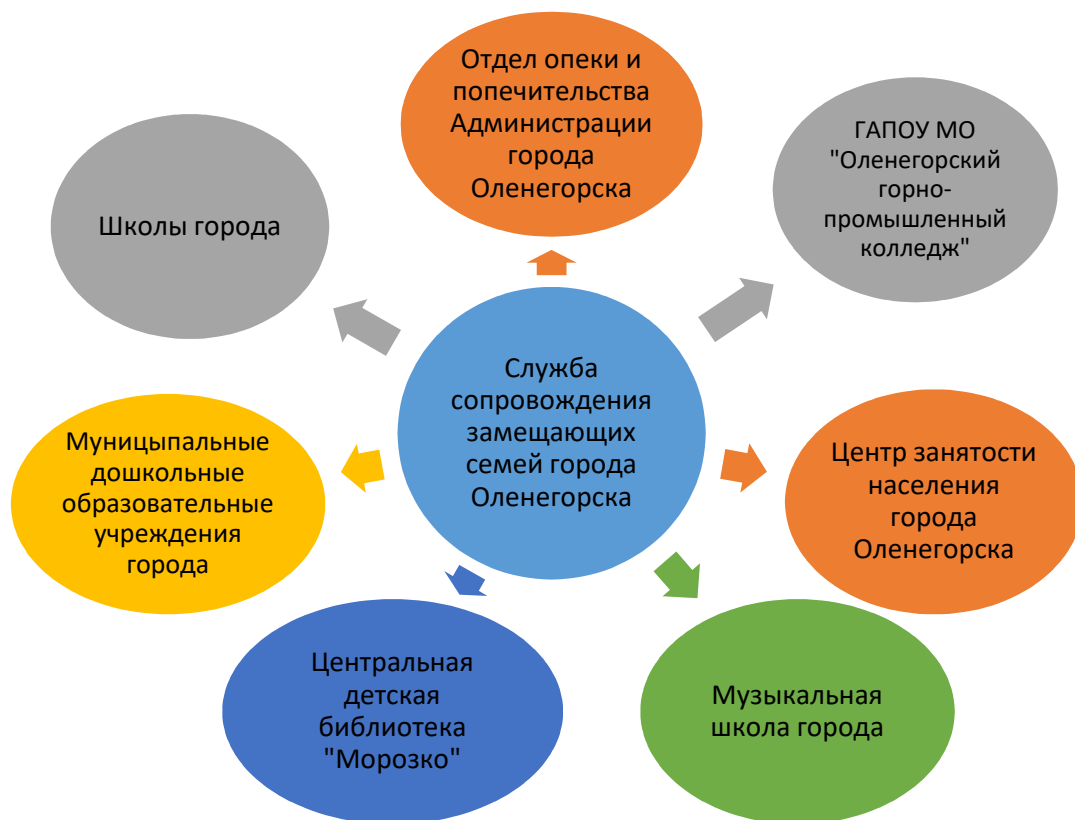 Отдел опеки и
попечительства
Администрации
города
Оленегорска
ГАПОУ МО
"Оленегорский
горно-
промышленный
колледж"
Школы города
Служба
сопровождения
замещающих
семей города
Оленегорска
Муницыпальные
дошкольные
образовательные
учреждения
города
Центр занятости
населения
города
Оленегорска
Центральная
детская
библиотека
"Морозко"
Музыкальная
школа города